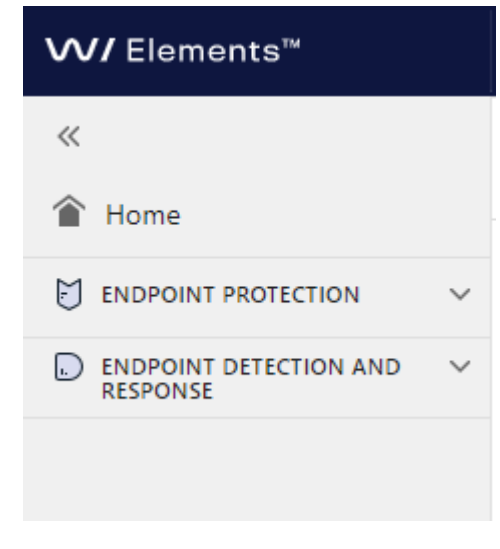 W/ Elements™
Home
ENDPOINT PROTECTION
ENDPOINT DETECTION AND
RESPONSE